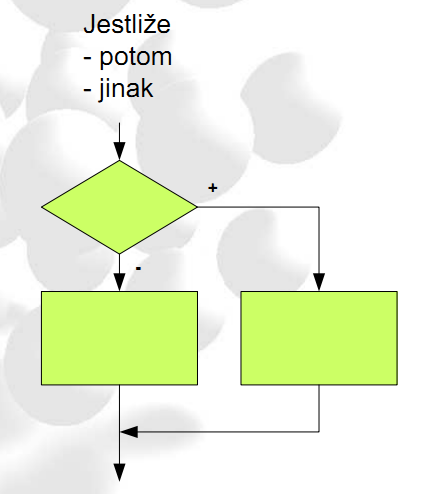 Jestliže
- potom
- jinak
+
-